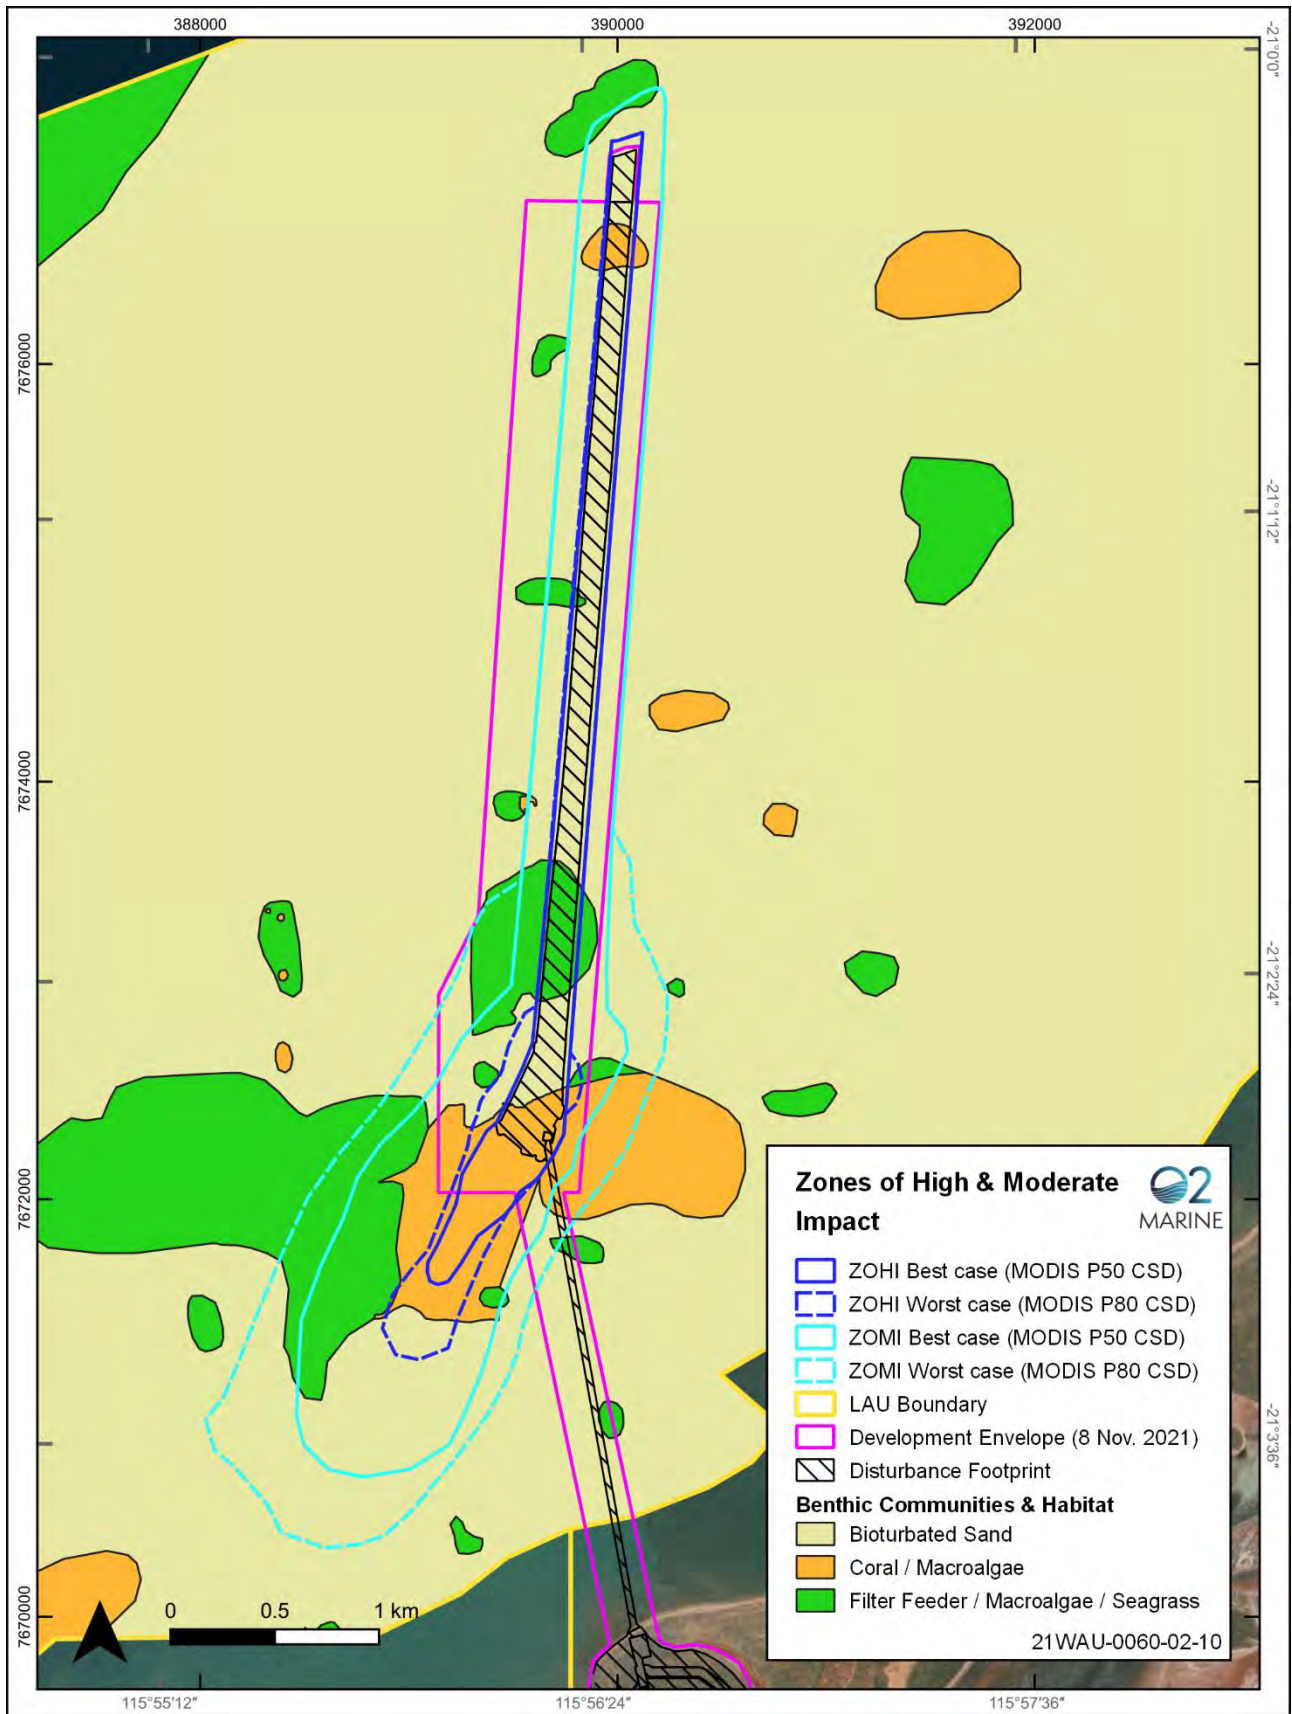 388000 390000 392000
-21°0'0"
7678000
-21°1'12"
7674000
-21°2'24"
7672000
Zones of High & Moderate
Impact
O2
MARINE
ZOHI Best case (MODIS P50 CSD)
ZOHI Worst case (MODIS P80 CSD)
ZOMI Best case (MODIS P50 CSD)
ZOMI Worst case (MODIS P80 CSD)
LAU Boundary
Development Envelope (8 Nov. 2021)
Disturbance Footprint
Benthic Communities & Habitat
Bioturbated Sand
Coral / Macroalgae
Filter Feeder / Macroalgae / Seagrass
21WAU-0060-02-10
-21°3'36"
7670000
0 0.5 1 km
115°55'12" 115°56'24" 115°57'36"